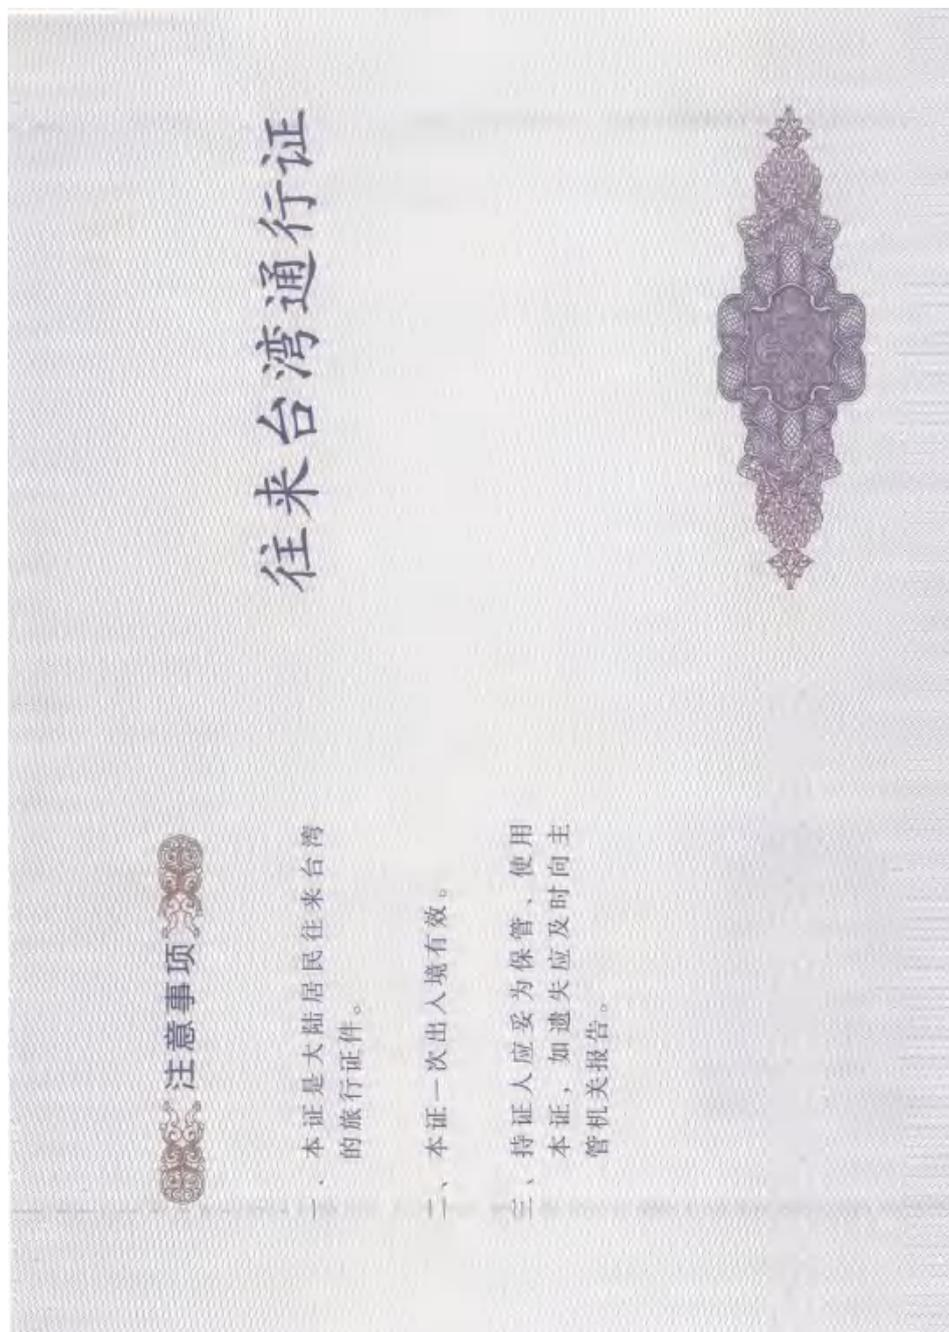 注意事项
一、本证是大陆居民往来台湾
的旅行证件。
二、本证一次出入境有效。
三、持证人应妥为保管、使用
本证，如遗失应及时向主
管机关报告。
往来台湾通行证